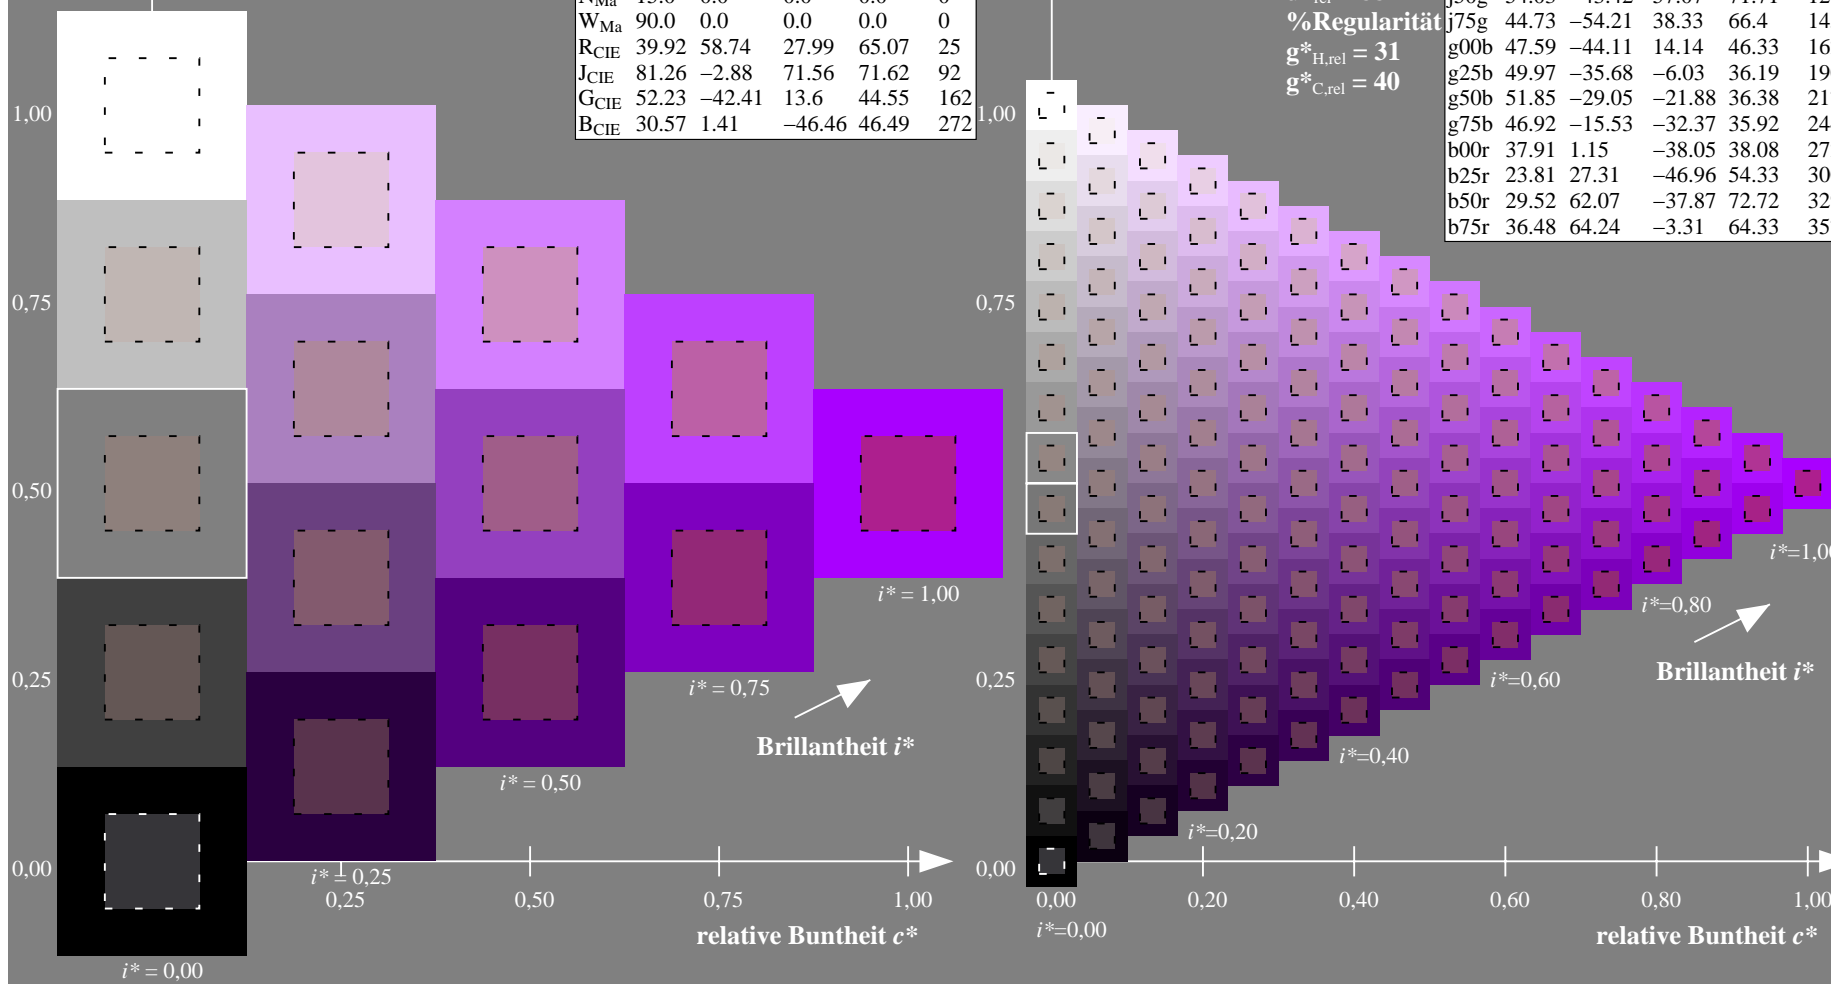 W_Ma 90.0 0.0 0.0 0.0 0
R_CIE 39.92 58.74 27.99 65.07 25
J_CIE 81.26 −2.88 71.56 71.62 92
G_CIE 52.23 −42.41 13.6 44.55 162
B_CIE 30.57 1.41 −46.46 46.49 272
1,00
0,75
0,50
0,25
0,00
i* = 1,00
i* = 0,75
Brillantheit i*
i* = 0,50
i* = 0,25
0,25 0,50 0,75 1,00
relative Buntheit c*
i* = 0,00
%Regularität
g*H,rel = 31
g*C,rel = 40
j75g 44.73 −54.21 38.33 66.4
g00b 47.59 −44.11 14.14 46.33
g25b 49.97 −35.68 −6.03 36.19
g50b 51.85 −29.05 −21.88 36.38
g75b 46.92 −15.53 −32.37 35.92
b00r 37.91 1.15 −38.05 38.08
b25r 23.81 27.31 −46.96 54.33
b50r 29.52 62.07 −37.87 72.72
b75r 36.48 64.24 −3.31 64.33
1,00
0,75
0,25
0,00
i*=1,00
i*=0,80
Brillantheit i*
i*=0,60
i*=0,40
i*=0,20
0,00 0,20 0,40 0,60 0,80 1,00
i*=0,00
relative Buntheit c*